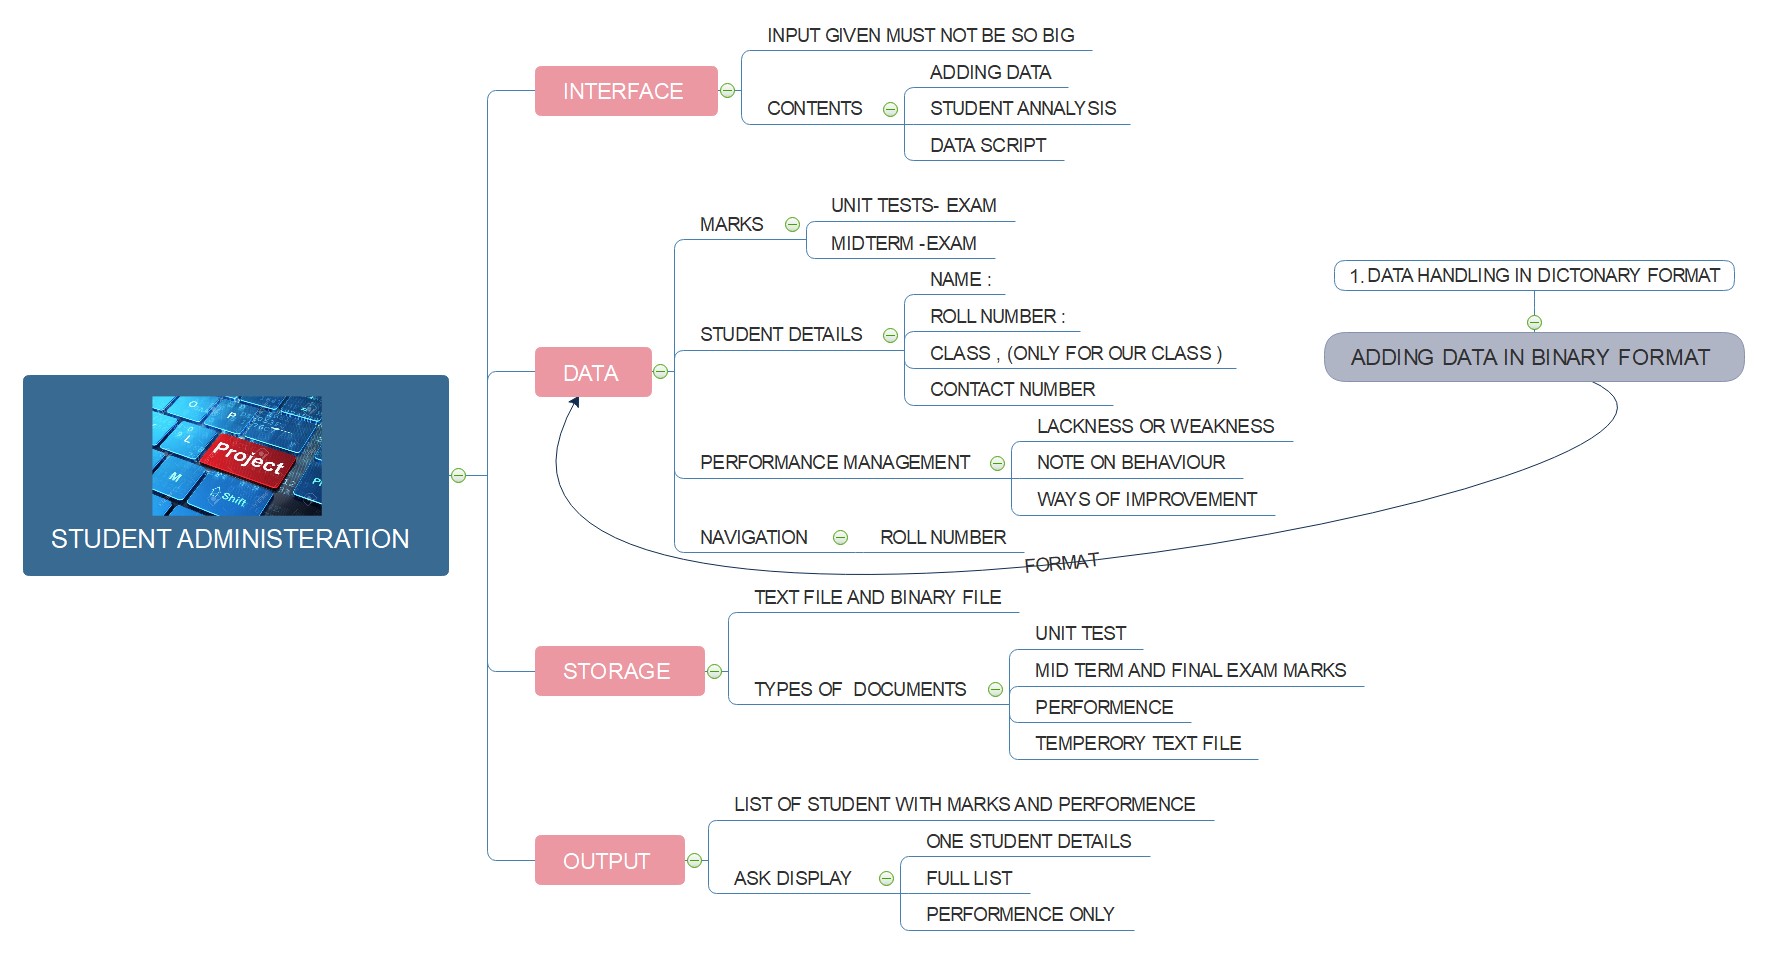 INPUT GIVEN MUST NOT BE SO BIG
INTERFACE
ADDING DATA
CONTENTS
STUDENT ANNALYSIS
DATA SCRIPT
UNIT TESTS- EXAM
MARKS
MIDTERM -EXAM
NAME :
ROLL NUMBER :
STUDENT DETAILS
CLASS , (ONLY FOR OUR CLASS )
CONTACT NUMBER
DATA
1. DATA HANDLING IN DICTONARY FORMAT
ADDING DATA IN BINARY FORMAT
LACKNESS OR WEAKNESS
PERFORMANCE MANAGEMENT
NOTE ON BEHAVIOUR
WAYS OF IMPROVEMENT
NAVIGATION
ROLL NUMBER
FORMAT
O
P
L
Project
M
P
Shift
STUDENT ADMINISTERATION
TEXT FILE AND BINARY FILE
STORAGE
UNIT TEST
MID TERM AND FINAL EXAM MARKS
TYPES OF  DOCUMENTS
PERFORMENCE
TEMPERORY TEXT FILE
LIST OF STUDENT WITH MARKS AND PERFORMENCE
OUTPUT
ONE STUDENT DETAILS
ASK DISPLAY
FULL LIST
PERFORMENCE ONLY